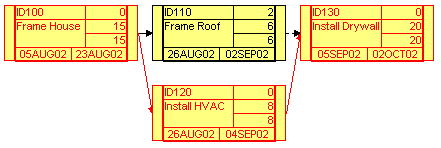 ID100 0
Frame House 15
15
05AUG02 23AUG02
ID110 2
Frame Roof 6
6
26AUG02 02SEP02
ID130 0
Install Drywall 20
20
05SEP02 02OCT02
ID120 0
Install HVAC 8
8
26AUG02 04SEP02